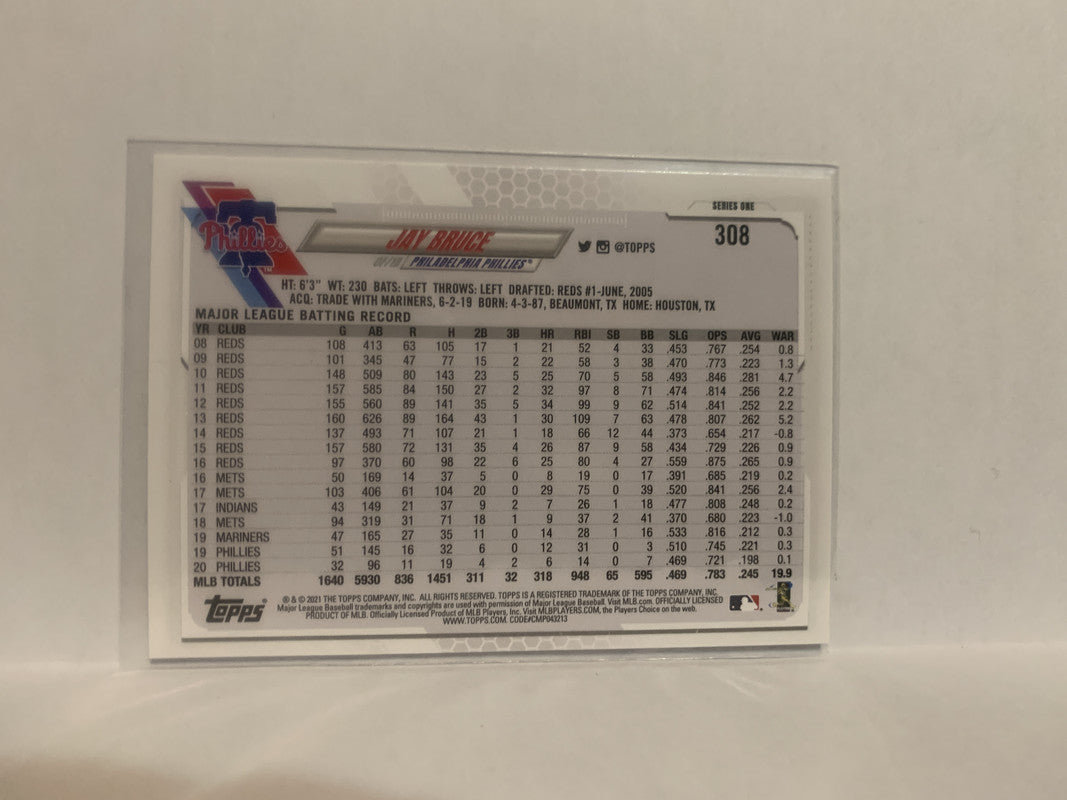 SERIES ONE
308
Phillies
JAY BRUCE
@TOPPS
OF/1B PHILADELPHIA PHILLIES®
HT: 6'3" WT: 230 BATS: LEFT THROWS: LEFT DRAFTED: REDS #1-JUNE, 2005
ACQ: TRADE WITH MARINERS, 6-2-19 BORN: 4-3-87, BEAUMONT, TX HOME: HOUSTON, TX
MAJOR LEAGUE BATTING RECORD
YR CLUB G AB R H 2B 3B HR RBI SB BB SLG OPS AVG WAR
08 REDS 108 413 63 105 17 1 21 52 4 33 .453 .767 .254 0.8
09 REDS 101 345 47 77 15 2 22 58 3 38 .470 .773 .223 1.3
10 REDS 148 509 80 143 23 5 25 70 5 58 .493 .846 .281 4.7
11 REDS 157 585 84 150 27 2 32 97 8 71 .474 .814 .256 2.2
12 REDS 155 560 89 141 35 5 34 99 9 62 .514 .841 .252 2.2
13 REDS 160 626 89 164 43 1 30 109 7 63 .478 .807 .262 5.2
14 REDS 137 493 71 107 21 1 18 66 12 44 .373 .654 .217 -0.8
15 REDS 157 580 72 131 35 4 26 87 9 58 .434 .729 .226 0.9
16 REDS 97 370 60 98 22 6 25 80 4 27 .559 .875 .265 0.9
16 METS 50 169 14 37 5 0 8 19 0 17 .391 .685 .219 0.2
17 METS 103 406 61 104 20 0 29 75 0 39 .520 .841 .256 2.4
17 INDIANS 43 149 21 37 9 2 7 26 1 18 .477 .808 .248 0.2
18 METS 94 319 31 71 18 1 9 37 2 41 .370 .680 .223 -1.0
19 MARINERS 47 165 27 35 11 0 14 28 1 16 .533 .816 .212 0.3
19 PHILLIES 51 145 16 32 6 0 12 31 0 3 .510 .745 .221 0.3
20 PHILLIES 32 96 11 19 4 2 6 14 0 7 .469 .721 .198 0.1
MLB TOTALS 1640 5930 836 1451 311 32 318 948 65 595 .469 .783 .245 19.9
Topps®
® & © 2021 THE TOPPS COMPANY, INC. ALL RIGHTS RESERVED. TOPPS IS A REGISTERED TRADEMARK OF THE TOPPS COMPANY, INC.
Major League Baseball trademarks and copyrights are used with permission of Major League Baseball. Visit MLB.com. OFFICIALLY LICENSED
PRODUCT OF MLB. Officially Licensed Product of MLB Players, Inc. Visit MLBPLAYERS.COM, the Players Choice on the web.
WWW.TOPPS.COM. CODE#CMP043213